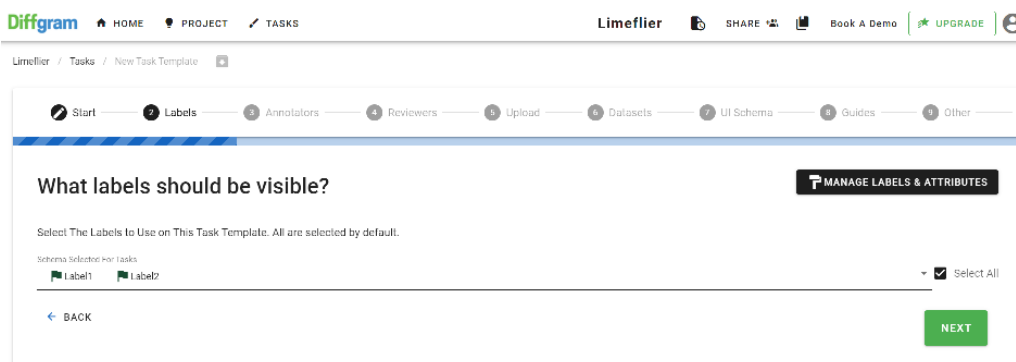 Diffgram HOME PROJECT TASKS Limeflier SHARE Book A Demo UPGRADE
Limeflier / Tasks / New Task Template
Start 2 Labels 3 Annotators 4 Reviewers 5 Upload 6 Datasets 7 UI Schema 8 Guides 9 Other
What labels should be visible?
MANAGE LABELS & ATTRIBUTES
Select The Labels to Use on This Task Template. All are selected by default.
Schema Selected For Tasks
Label1 Label2 Select All
BACK
NEXT